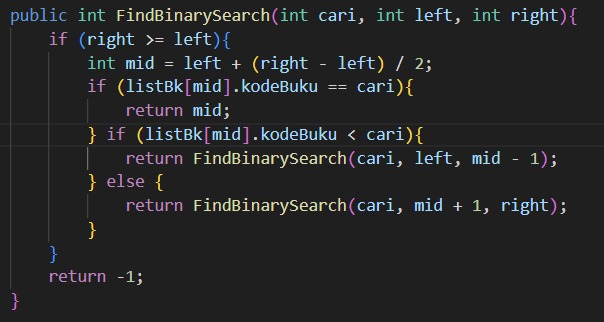 public int FindBinarySearch(int cari, int left, int right){
    if (right >= left){
        int mid = left + (right - left) / 2;
        if (listBk[mid].kodeBuku == cari){
            return mid;
        } if (listBk[mid].kodeBuku < cari){
            return FindBinarySearch(cari, left, mid - 1);
        } else {
            return FindBinarySearch(cari, mid + 1, right);
        }
    }
    return -1;
}